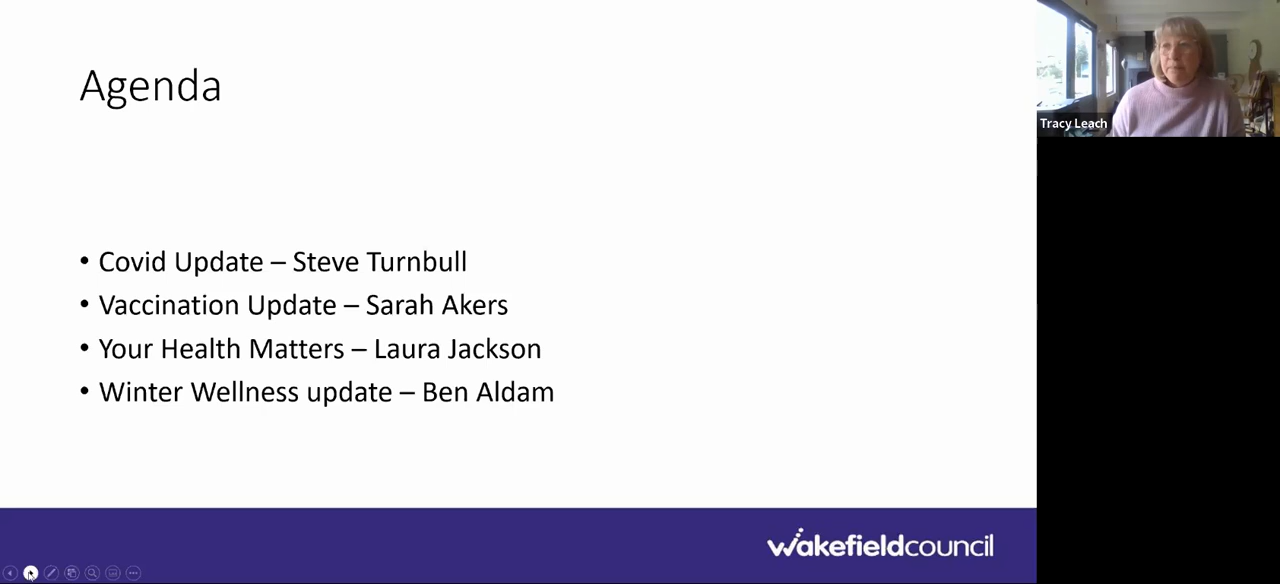 Agenda
• Covid Update – Steve Turnbull
• Vaccination Update – Sarah Akers
• Your Health Matters – Laura Jackson
• Winter Wellness update – Ben Aldam
wakefieldcouncil
Tracy Leach